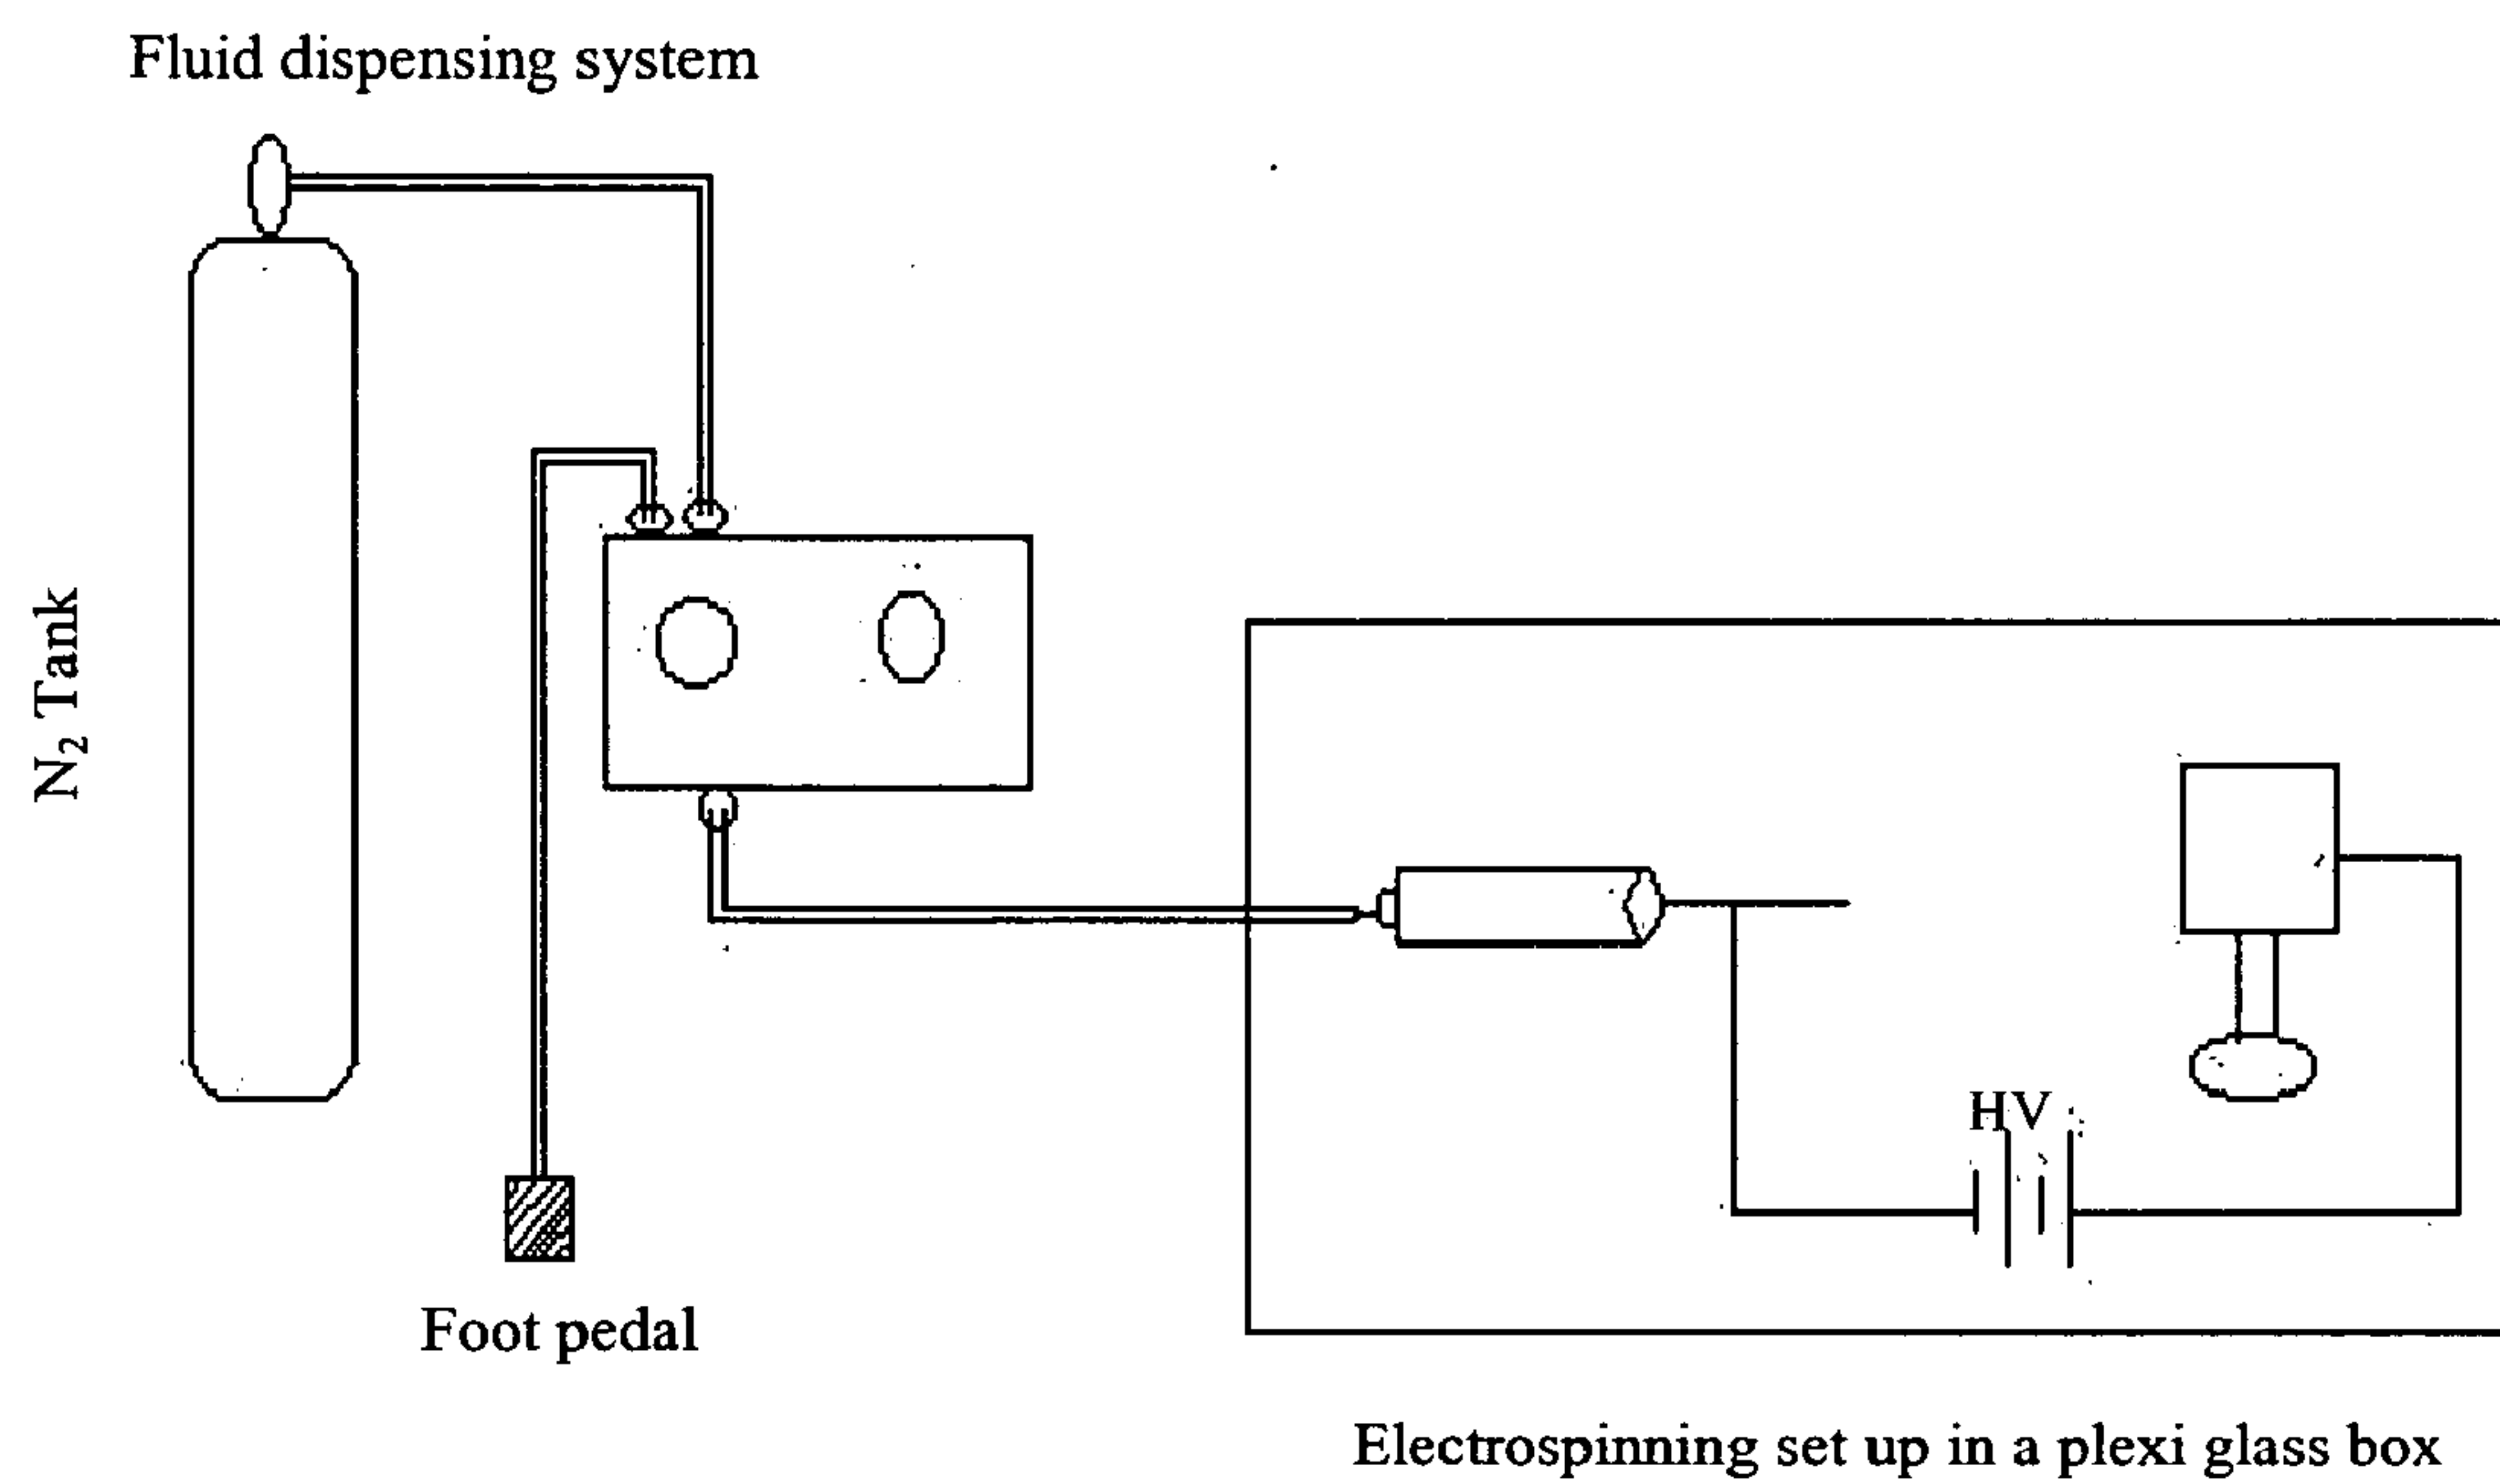 Fluid dispensing system
N₂ Tank
HV
Foot pedal
Electrospinning set up in a plexi glass box